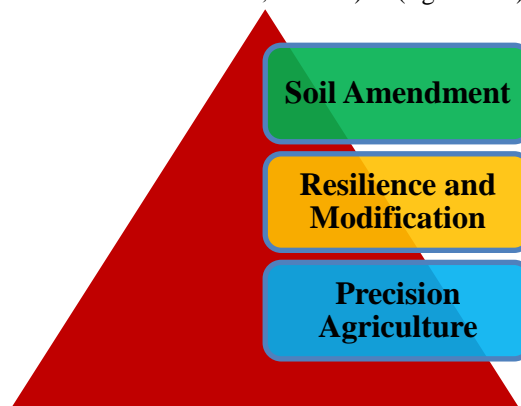 Soil Amendment
Resilience and
Modification
Precision
Agriculture